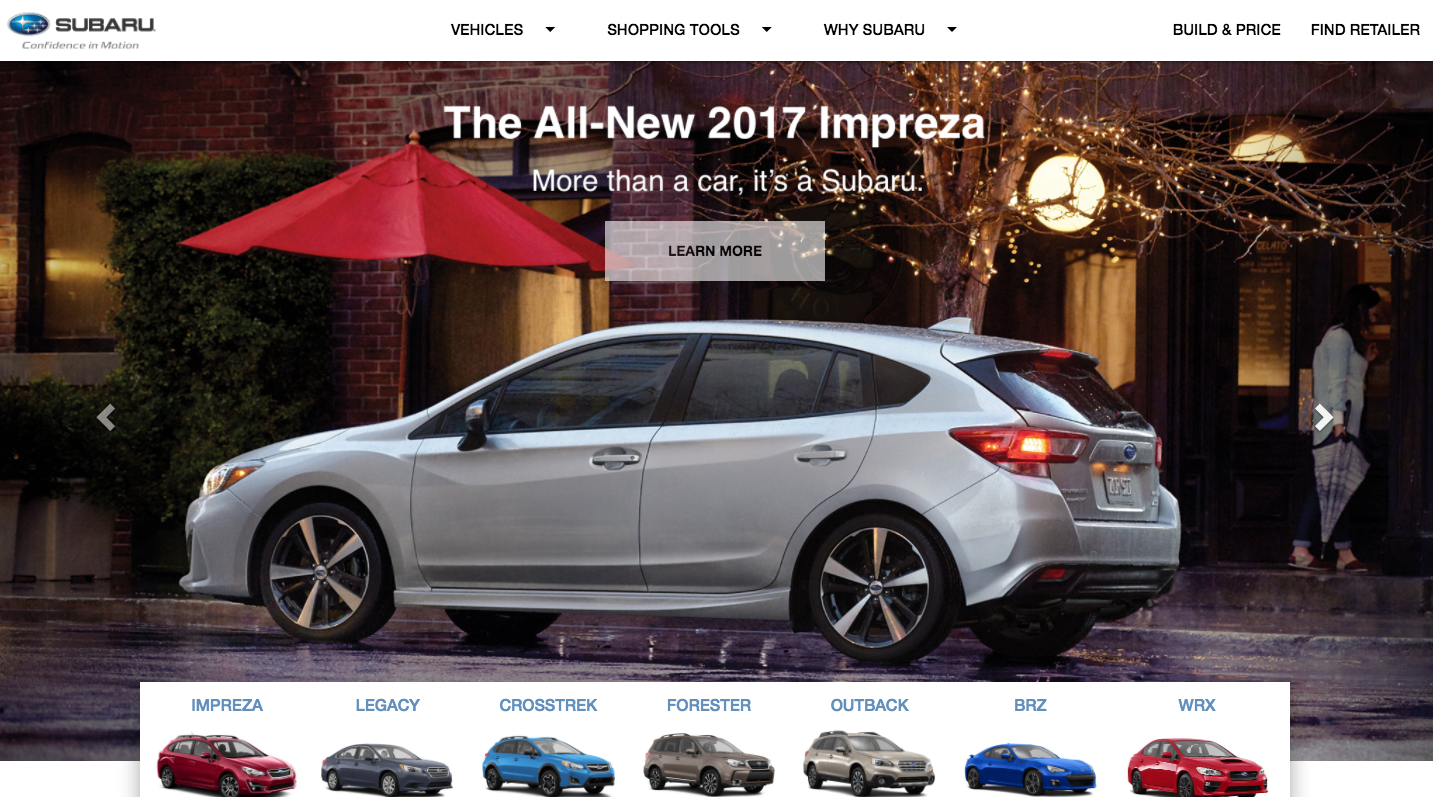 SUBARU
Confidence in Motion
VEHICLES
SHOPPING TOOLS
WHY SUBARU
BUILD & PRICE
FIND RETAILER
The All-New 2017 Impreza
More than a car, it's a Subaru.
LEARN MORE
GELATO
IMPREZA
LEGACY
CROSSTREK
FORESTER
OUTBACK
BRZ
WRX